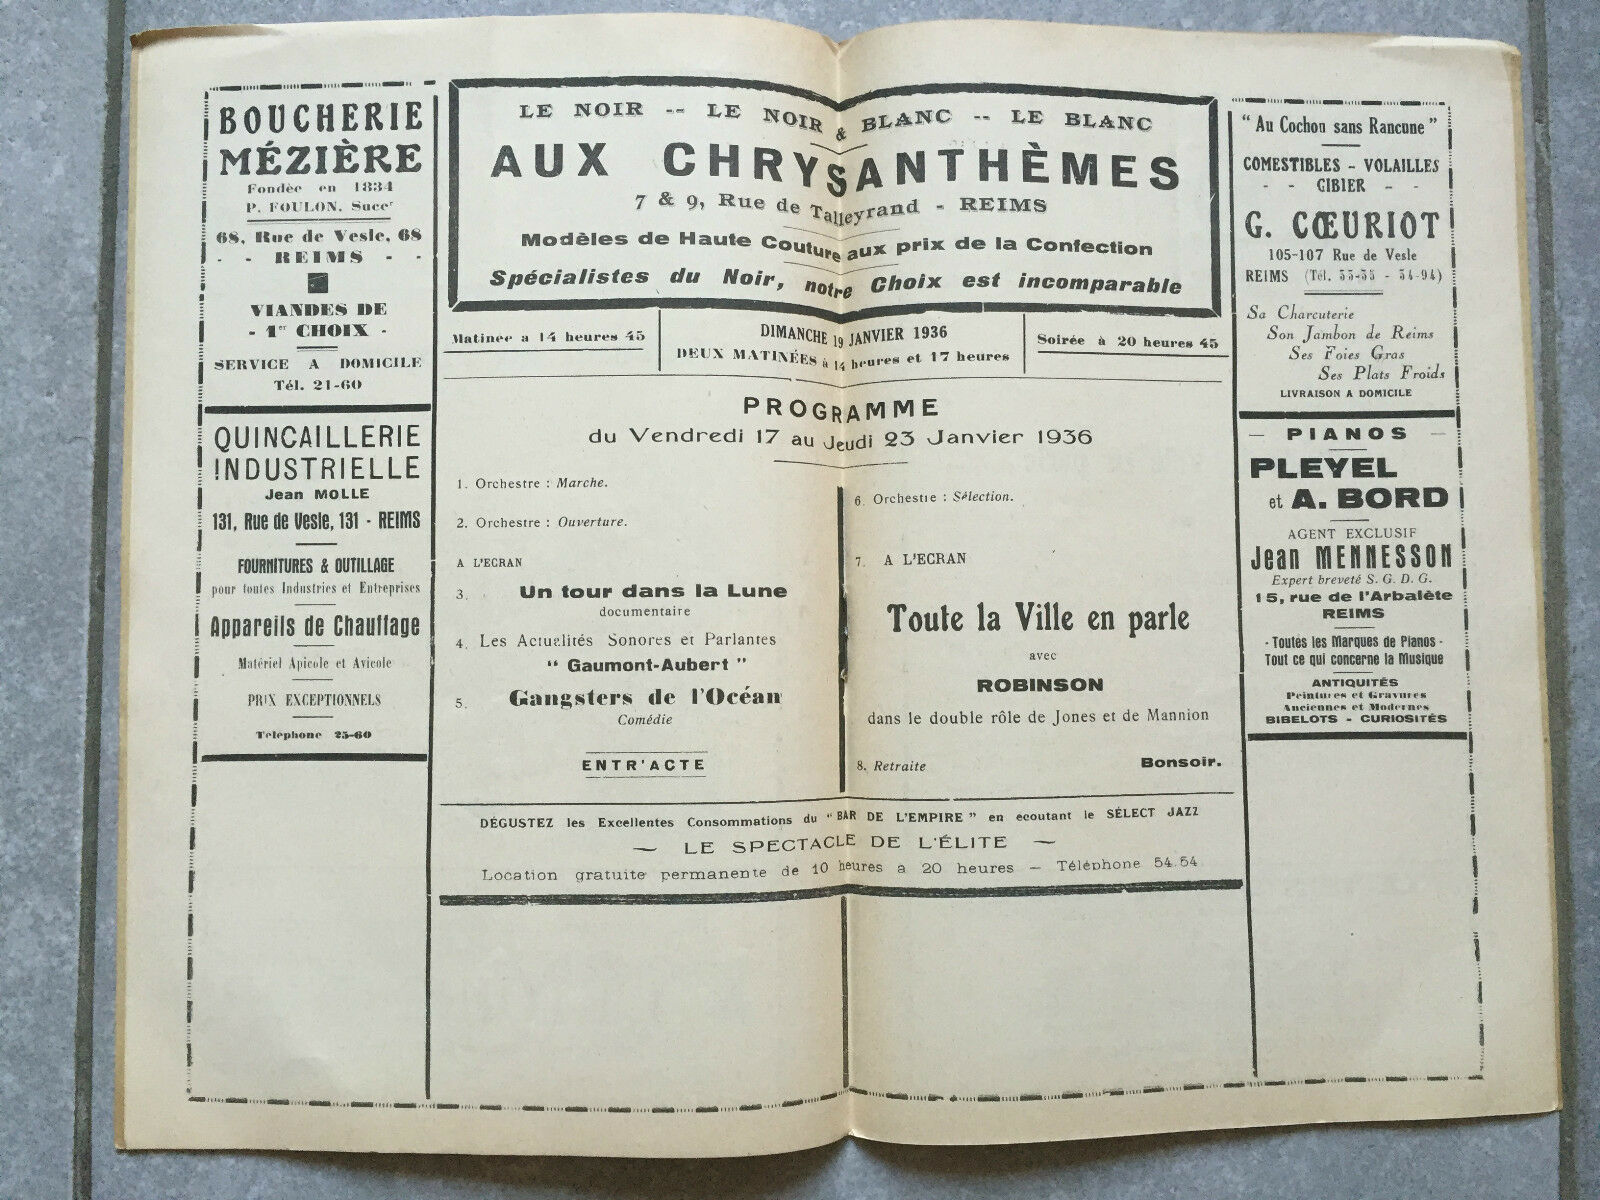 BOUCHERIE
MÉZIÈRE
Fondée en 1834
P. FOULON, Succr
68, Rue de Vesle, 68
- - REIMS - -
VIANDES DE
- 1er CHOIX -
SERVICE A DOMICILE
Tél. 21-60
QUINCAILLERIE
INDUSTRIELLE
Jean MOLLE
131, Rue de Vesle, 131 - REIMS
FOURNITURES & OUTILLAGE
pour toutes Industries et Entreprises
Appareils de Chauffage
Matériel Apicole et Avicole
PRIX EXCEPTIONNELS
Telephone 25-60
LE NOIR -- LE NOIR & BLANC -- LE BLANC
AUX CHRYSANTHÈMES
7 & 9, Rue de Talleyrand - REIMS
Modèles de Haute Couture aux prix de la Confection
Spécialistes du Noir, notre Choix est incomparable
Matinee a 14 heures 45
DIMANCHE 19 JANVIER 1936
DEUX MATINÉES à 14 heures et 17 heures
Soirée à 20 heures 45
PROGRAMME
du Vendredi 17 au Jeudi 23 Janvier 1936
1. Orchestre : Marche.
2. Orchestre : Ouverture.
A L'ECRAN
3. Un tour dans la Lune
documentaire
4. Les Actualités Sonores et Parlantes
" Gaumont-Aubert "
5. Gangsters de l'Océan
Comédie
ENTR'ACTE
6. Orchestre : Sélection.
7. A L'ECRAN
Toute la Ville en parle
avec
ROBINSON
dans le double rôle de Jones et de Mannion
8. Retraite Bonsoir.
DÉGUSTEZ les Excellentes Consommations du "BAR DE L'EMPIRE" en ecoutant le SÉLECT JAZZ
— LE SPECTACLE DE L'ÉLITE —
Location gratuite permanente de 10 heures a 20 heures — Téléphone 54.54
" Au Cochon sans Rancune "
COMESTIBLES - VOLAILLES
- - GIBIER - -
G. CŒURIOT
105-107 Rue de Vesle
REIMS (Tél. 33-33 - 34-94)
Sa Charcuterie
Son Jambon de Reims
Ses Foies Gras
Ses Plats Froids
LIVRAISON A DOMICILE
— PIANOS —
PLEYEL
et A. BORD
AGENT EXCLUSIF
Jean MENNESSON
Expert breveté S. G. D. G.
15, rue de l'Arbalète
REIMS
- Toutes les Marques de Pianos -
Tout ce qui concerne la Musique
ANTIQUITÉS
Peintures et Gravures
Anciennes et Modernes
BIBELOTS - CURIOSITÉS